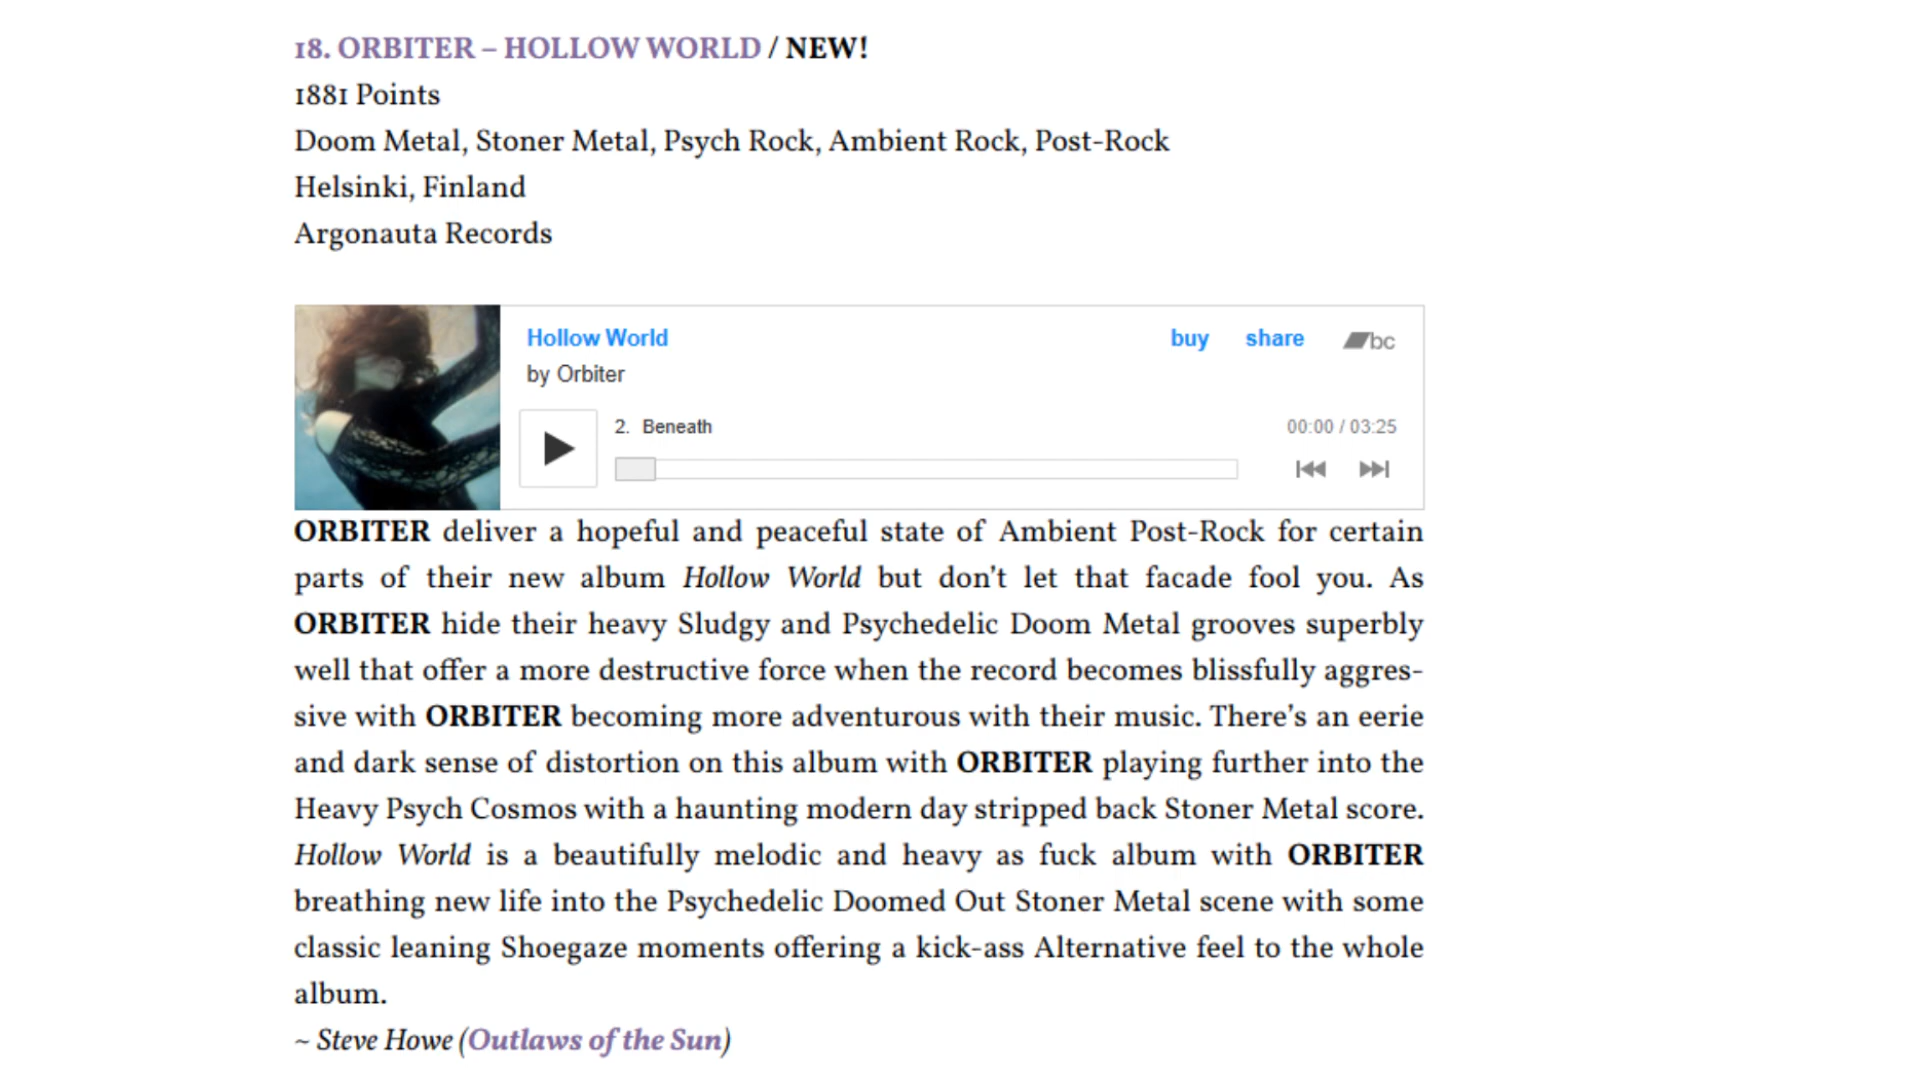 18. ORBITER – HOLLOW WORLD / NEW!
1881 Points
Doom Metal, Stoner Metal, Psych Rock, Ambient Rock, Post-Rock
Helsinki, Finland
Argonauta Records
Hollow World
buy share bc
by Orbiter
2. Beneath
00:00 / 03:25
ORBITER deliver a hopeful and peaceful state of Ambient Post-Rock for certain
parts of their new album Hollow World but don’t let that facade fool you. As
ORBITER hide their heavy Sludgy and Psychedelic Doom Metal grooves superbly
well that offer a more destructive force when the record becomes blissfully aggres-
sive with ORBITER becoming more adventurous with their music. There’s an eerie
and dark sense of distortion on this album with ORBITER playing further into the
Heavy Psych Cosmos with a haunting modern day stripped back Stoner Metal score.
Hollow World is a beautifully melodic and heavy as fuck album with ORBITER
breathing new life into the Psychedelic Doomed Out Stoner Metal scene with some
classic leaning Shoegaze moments offering a kick-ass Alternative feel to the whole
album.
~ Steve Howe (Outlaws of the Sun)